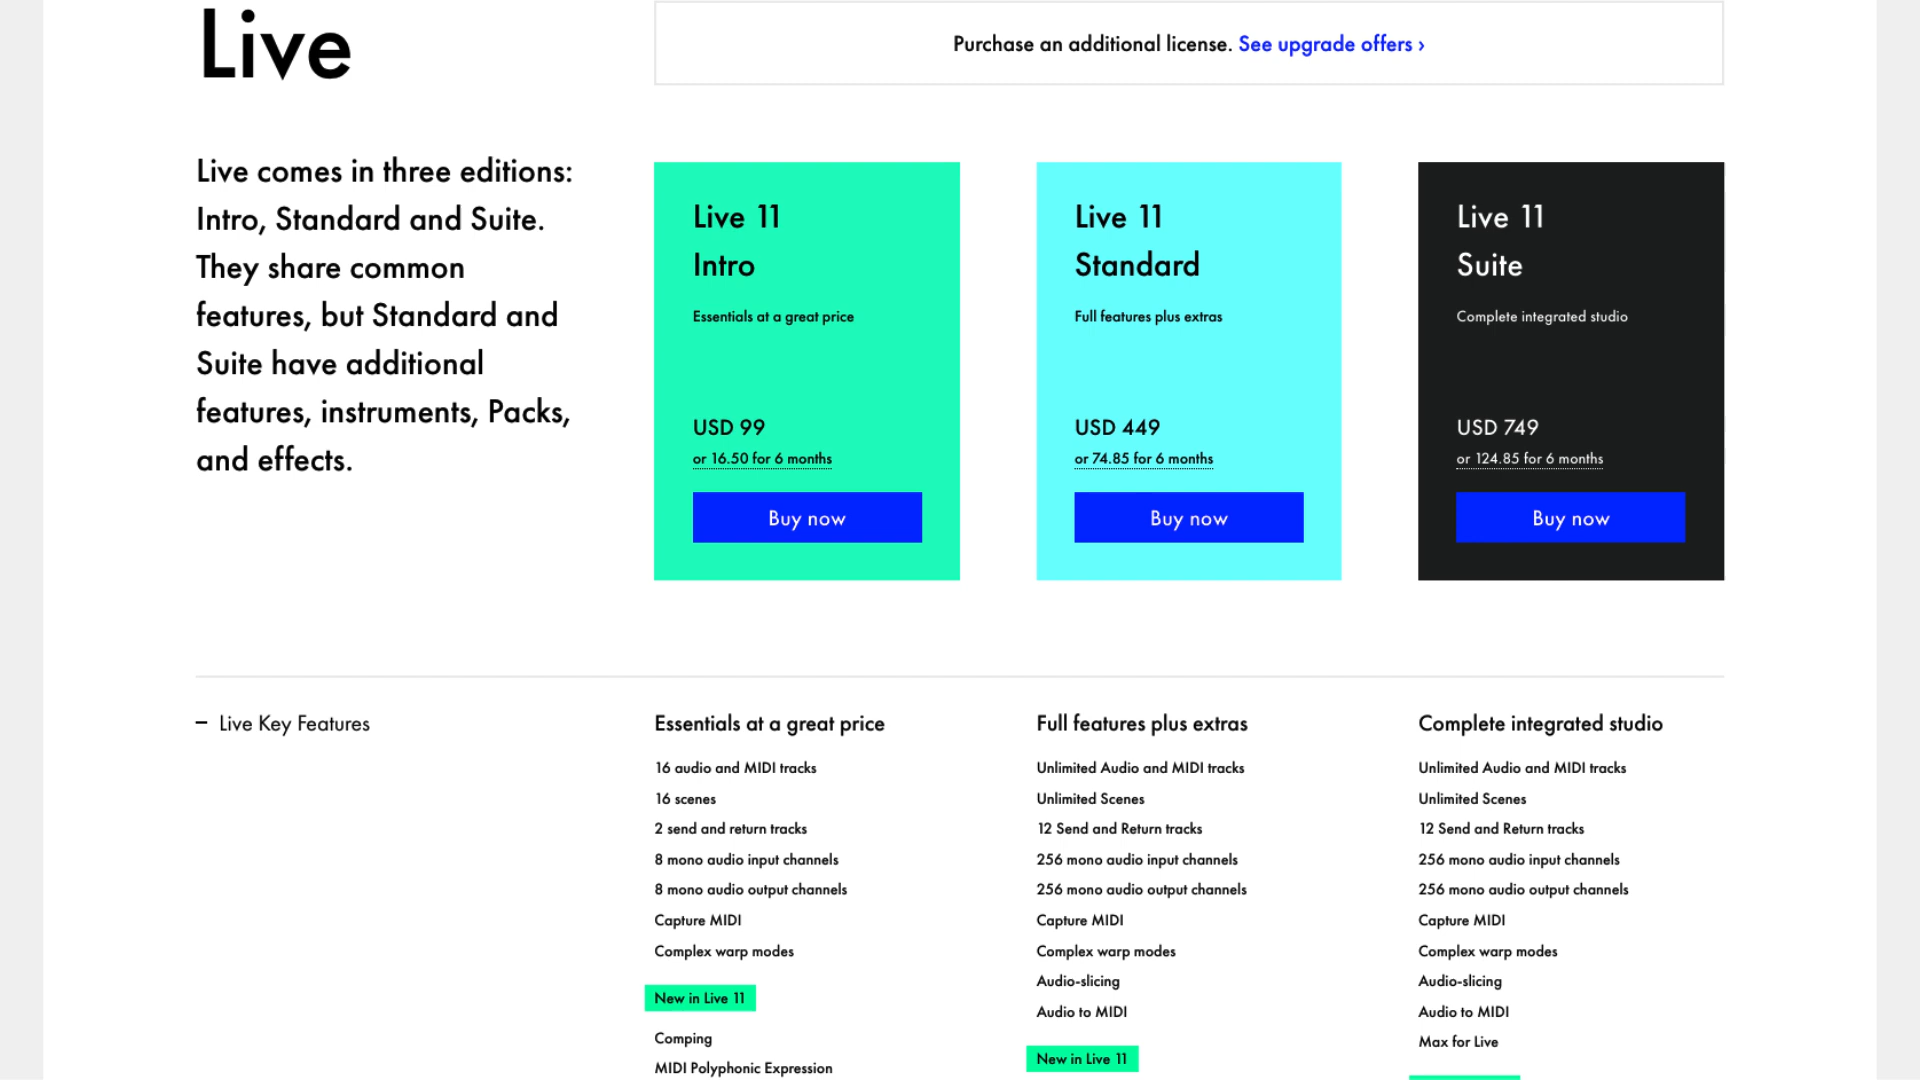 Live
Purchase an additional license. See upgrade offers ›
Live comes in three editions:
Intro, Standard and Suite.
They share common
features, but Standard and
Suite have additional
features, instruments, Packs,
and effects.
Live 11
Intro
Essentials at a great price
USD 99
or 16.50 for 6 months
Buy now
Live 11
Standard
Full features plus extras
USD 449
or 74.85 for 6 months
Buy now
Live 11
Suite
Complete integrated studio
USD 749
or 124.85 for 6 months
Buy now
– Live Key Features
Essentials at a great price
16 audio and MIDI tracks
16 scenes
2 send and return tracks
8 mono audio input channels
8 mono audio output channels
Capture MIDI
Complex warp modes
New in Live 11
Comping
MIDI Polyphonic Expression
Full features plus extras
Unlimited Audio and MIDI tracks
Unlimited Scenes
12 Send and Return tracks
256 mono audio input channels
256 mono audio output channels
Capture MIDI
Complex warp modes
Audio-slicing
Audio to MIDI
New in Live 11
Complete integrated studio
Unlimited Audio and MIDI tracks
Unlimited Scenes
12 Send and Return tracks
256 mono audio input channels
256 mono audio output channels
Capture MIDI
Complex warp modes
Audio-slicing
Audio to MIDI
Max for Live